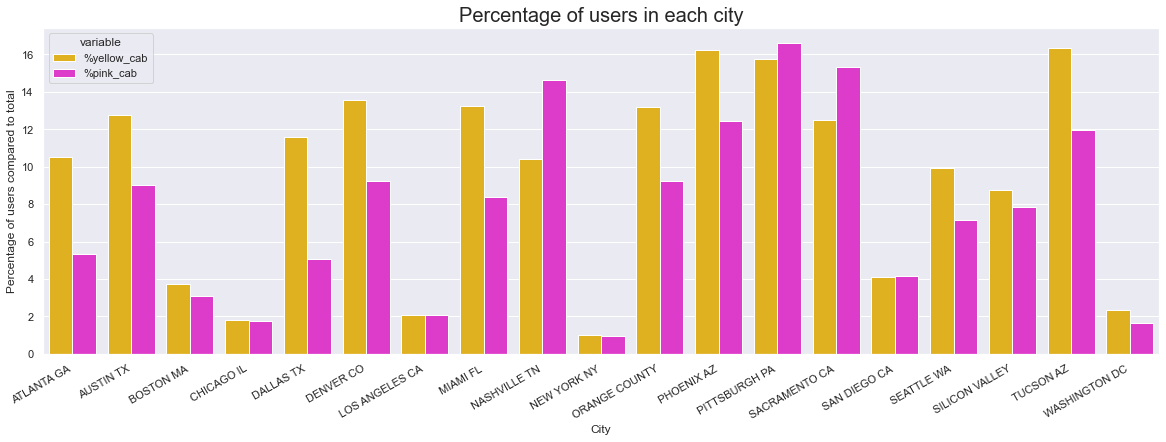 Percentage of users in each city
variable
%yellow_cab
%pink_cab
Percentage of users compared to total
16
14
12
10
8
6
4
2
0
ATLANTA GA
AUSTIN TX
BOSTON MA
CHICAGO IL
DALLAS TX
DENVER CO
LOS ANGELES CA
MIAMI FL
NASHVILLE TN
NEW YORK NY
ORANGE COUNTY
PHOENIX AZ
PITTSBURGH PA
SACRAMENTO CA
SAN DIEGO CA
SEATTLE WA
SILICON VALLEY
TUCSON AZ
WASHINGTON DC
City